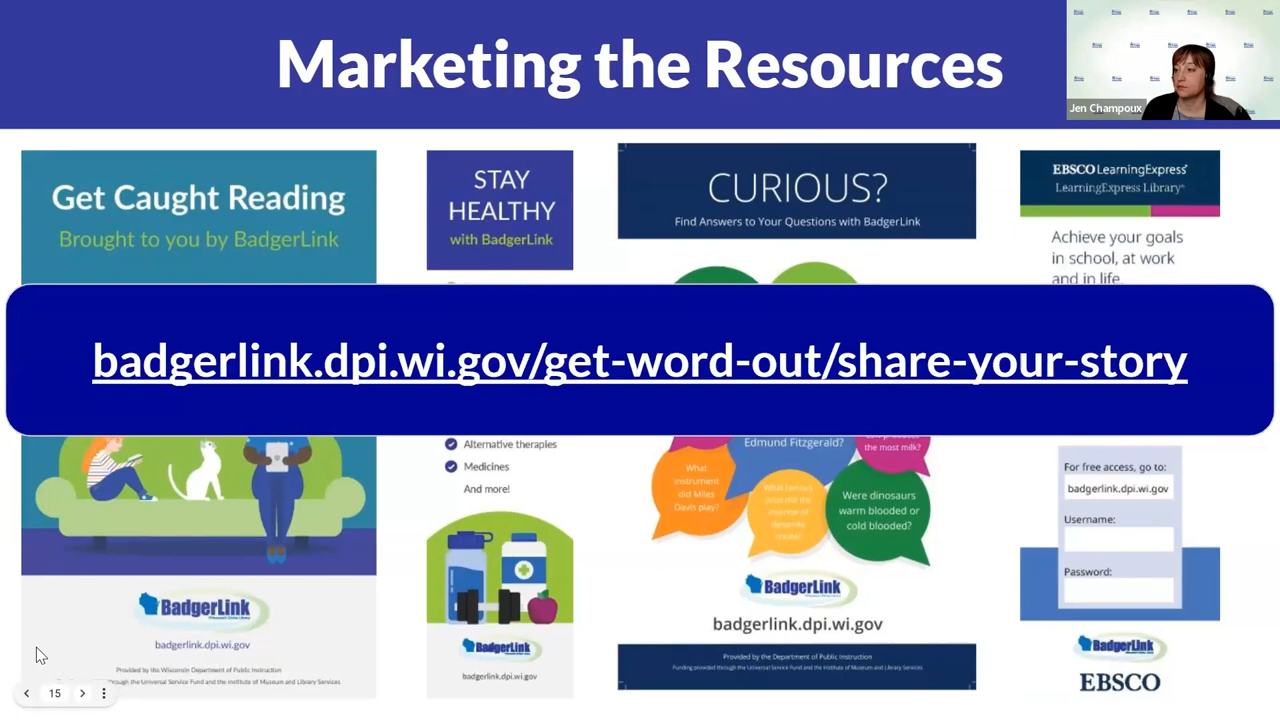 Marketing the Resources
Jen Champoux
Get Caught Reading
Brought to you by BadgerLink
STAY
HEALTHY
with BadgerLink
CURIOUS?
Find Answers to Your Questions with BadgerLink
EBSCO LearningExpress®
LearningExpress Library™
Achieve your goals
in school, at work
and in life.
badgerlink.dpi.wi.gov/get-word-out/share-your-story
Alternative therapies
Medicines
And more!
Edmund Fitzgerald?
the most milk?
What
instrument
did Miles
Davis play?
Were dinosaurs
warm blooded or
cold blooded?
For free access, go to:
badgerlink.dpi.wi.gov
Username:
Password:
BadgerLink
badgerlink.dpi.wi.gov
Provided by the Wisconsin Department of Public Instruction
through the Universal Service Fund and the Institute of Museum and Library Services
BadgerLink
badgerlink.dpi.wi.gov
BadgerLink
badgerlink.dpi.wi.gov
Provided by the Department of Public Instruction
Funding provided through the Universal Service Fund and the Institute of Museum and Library Services
BadgerLink
EBSCO
15